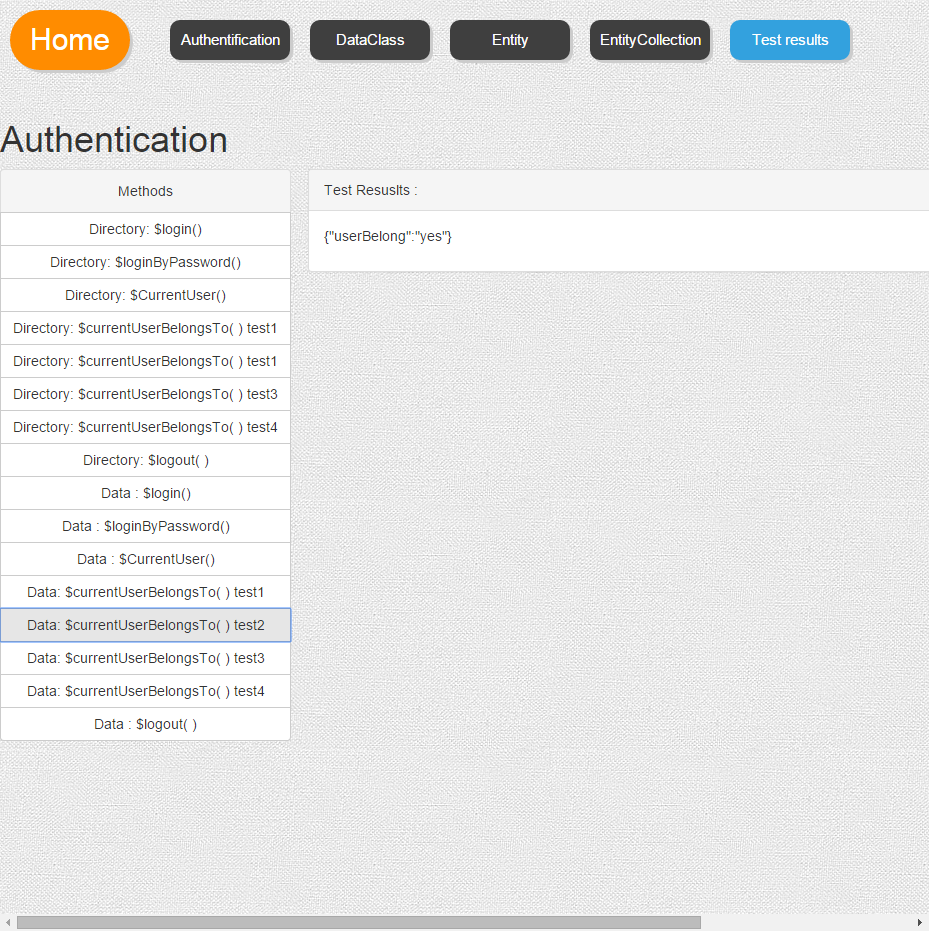 Home
Authentification
DataClass
Entity
EntityCollection
Test results
Authentication
Methods
Directory: $login()
Directory: $loginByPassword()
Directory: $CurrentUser()
Directory: $currentUserBelongsTo( ) test1
Directory: $currentUserBelongsTo( ) test1
Directory: $currentUserBelongsTo( ) test3
Directory: $currentUserBelongsTo( ) test4
Directory: $logout( )
Data : $login()
Data : $loginByPassword()
Data : $CurrentUser()
Data: $currentUserBelongsTo( ) test1
Data: $currentUserBelongsTo( ) test2
Data: $currentUserBelongsTo( ) test3
Data: $currentUserBelongsTo( ) test4
Data : $logout( )
Test Resuslts :
{"userBelong":"yes"}